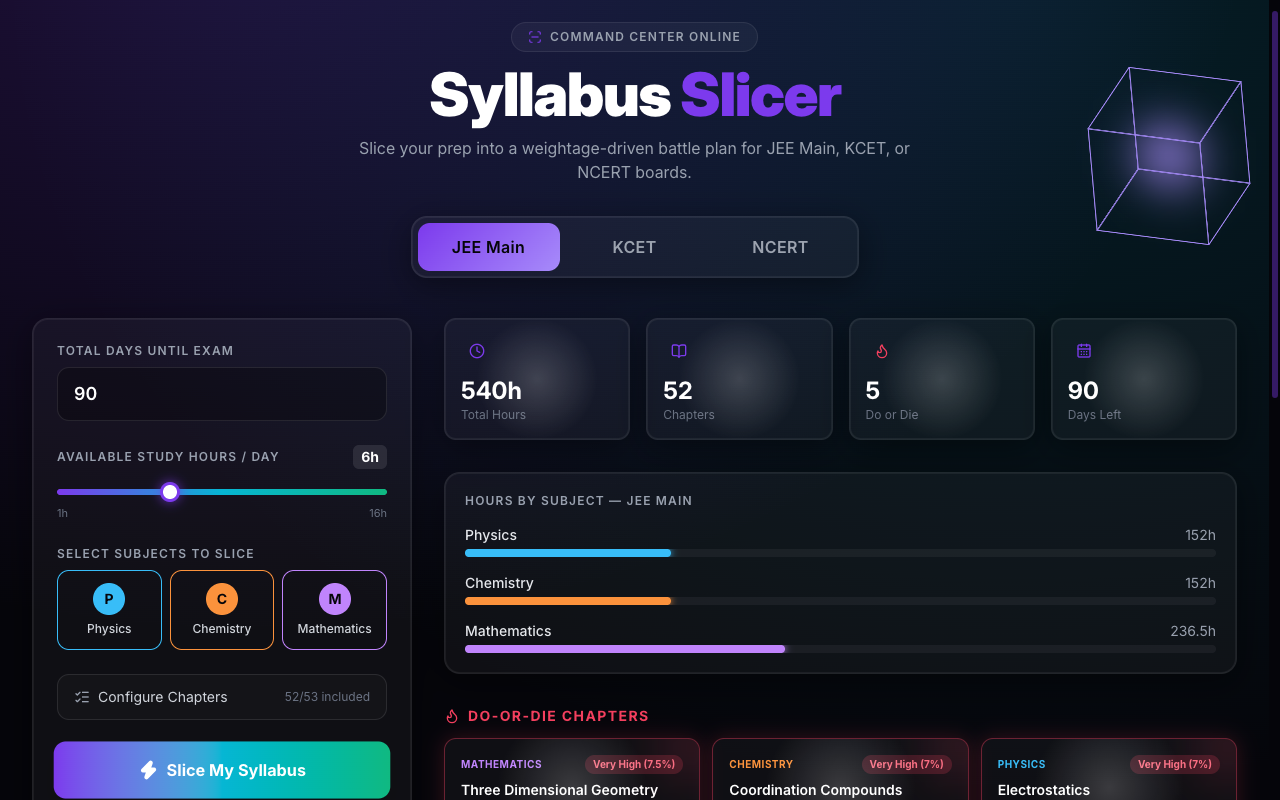 COMMAND CENTER ONLINE
Syllabus Slicer
Slice your prep into a weightage-driven battle plan for JEE Main, KCET, or
NCERT boards.
JEE Main
KCET
NCERT
TOTAL DAYS UNTIL EXAM
90
AVAILABLE STUDY HOURS / DAY
6h
1h
16h
SELECT SUBJECTS TO SLICE
P
Physics
C
Chemistry
M
Mathematics
Configure Chapters
52/53 included
Slice My Syllabus
540h
Total Hours
52
Chapters
5
Do or Die
90
Days Left
HOURS BY SUBJECT — JEE MAIN
Physics
152h
Chemistry
152h
Mathematics
236.5h
DO-OR-DIE CHAPTERS
MATHEMATICS
Very High (7.5%)
Three Dimensional Geometry
CHEMISTRY
Very High (7%)
Coordination Compounds
PHYSICS
Very High (7%)
Electrostatics